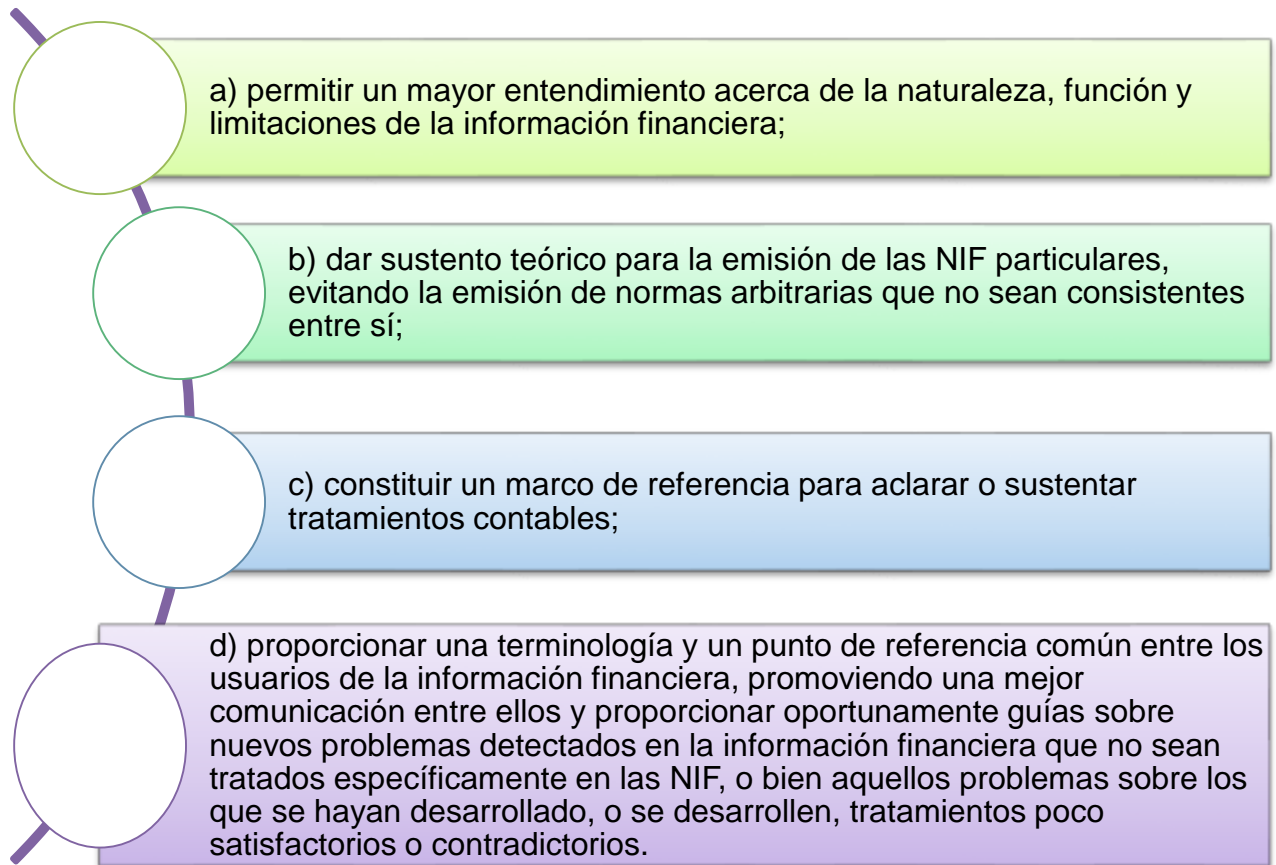 a) permitir un mayor entendimiento acerca de la naturaleza, función y
limitaciones de la información financiera;
b) dar sustento teórico para la emisión de las NIF particulares,
evitando la emisión de normas arbitrarias que no sean consistentes
entre sí;
c) constituir un marco de referencia para aclarar o sustentar
tratamientos contables;
d) proporcionar una terminología y un punto de referencia común entre los
usuarios de la información financiera, promoviendo una mejor
comunicación entre ellos y proporcionar oportunamente guías sobre
nuevos problemas detectados en la información financiera que no sean
tratados específicamente en las NIF, o bien aquellos problemas sobre los
que se hayan desarrollado, o se desarrollen, tratamientos poco
satisfactorios o contradictorios.